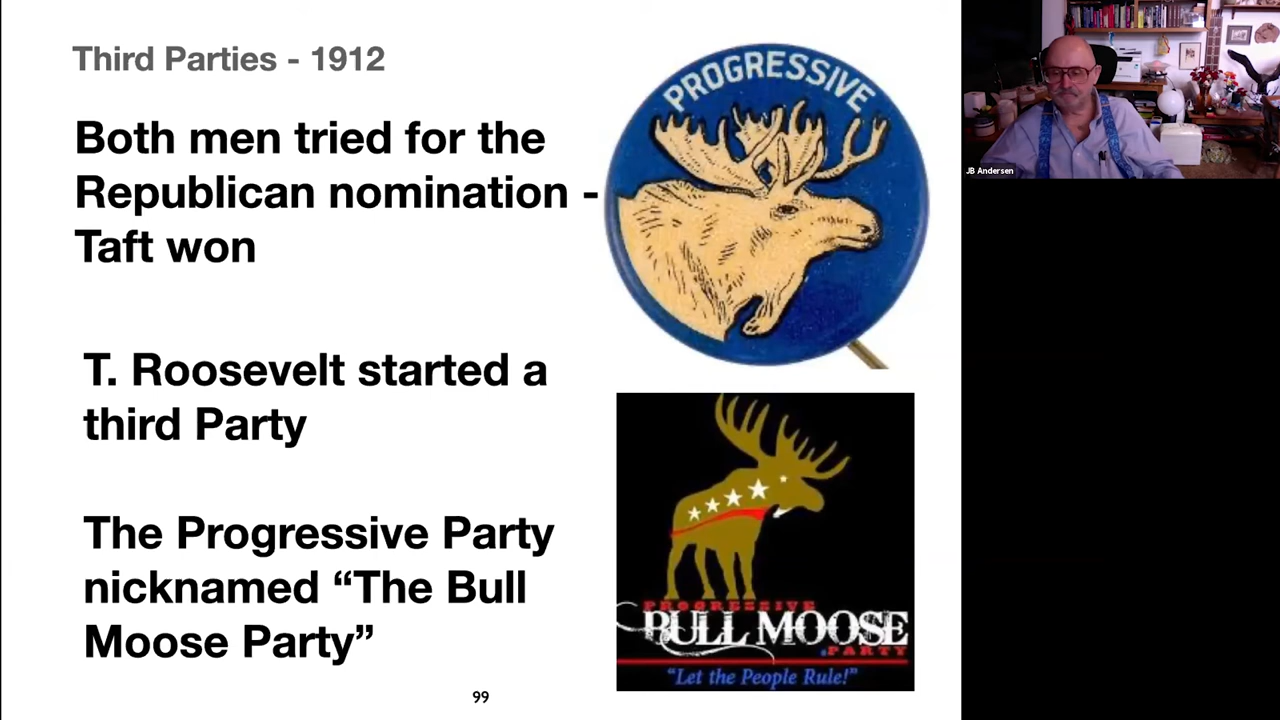 Third Parties - 1912
Both men tried for the
Republican nomination -
Taft won
T. Roosevelt started a
third Party
The Progressive Party
nicknamed “The Bull
Moose Party”
99
PROGRESSIVE
PROGRESSIVE
BULL MOOSE
.PARTY
“Let the People Rule!”
JB Andersen